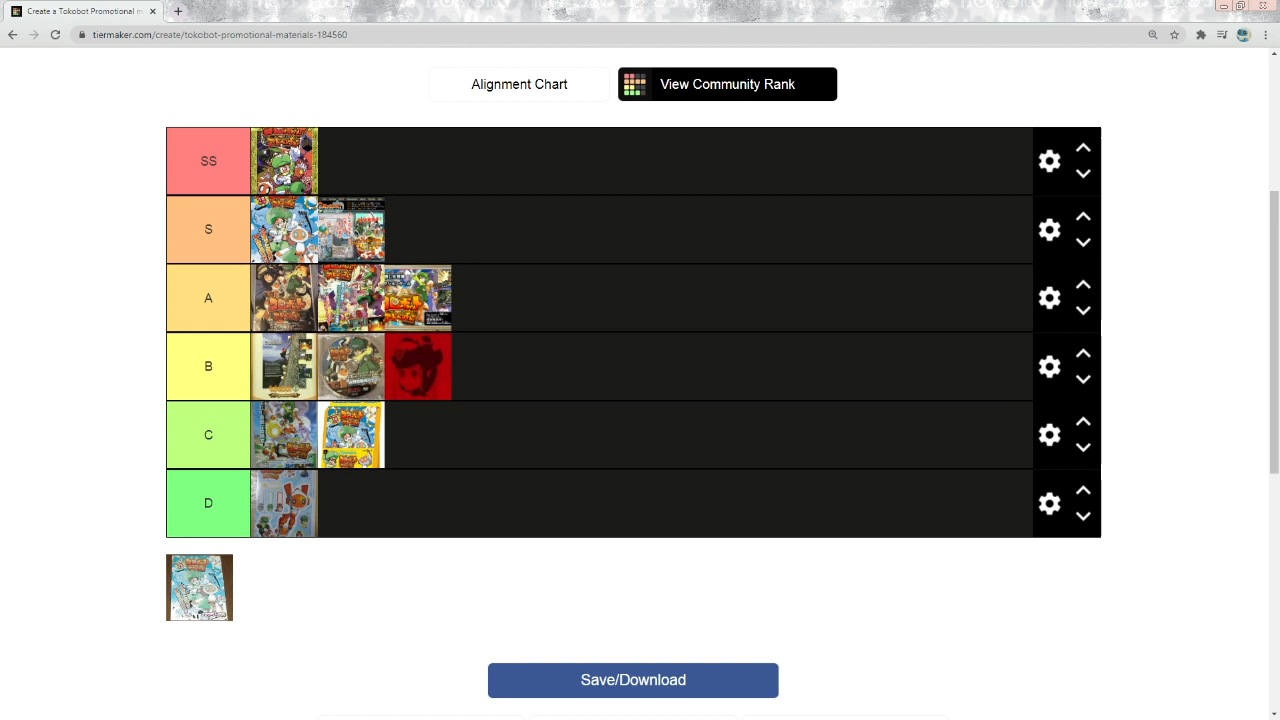 Create a Tokobot Promotional m
tiermaker.com/create/tokobot-promotional-materials-184560
Alignment Chart
View Community Rank
SS
S
A
B
C
D
Save/Download